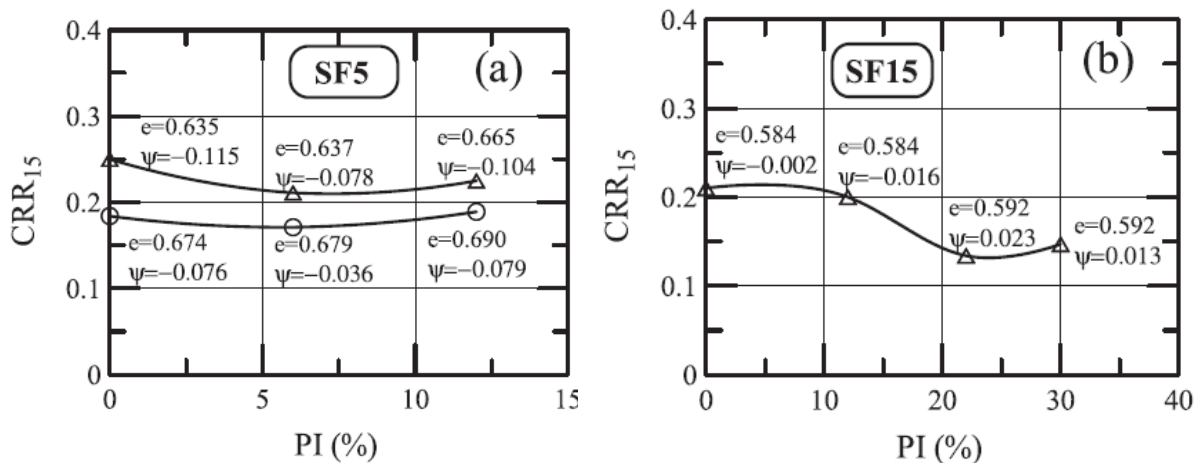 0.4
0.3
0.2
0.1
0
CRR15
SF5
(a)
e=0.635
ψ=−0.115
e=0.637
ψ=−0.078
e=0.665
ψ=−0.104
e=0.674
ψ=−0.076
e=0.679
ψ=−0.036
e=0.690
ψ=−0.079
0 5 10 15
PI (%)
0.4
0.3
0.2
0.1
0
CRR15
SF15
(b)
e=0.584
ψ=−0.002
e=0.584
ψ=−0.016
e=0.592
ψ=0.023
e=0.592
ψ=0.013
0 10 20 30 40
PI (%)